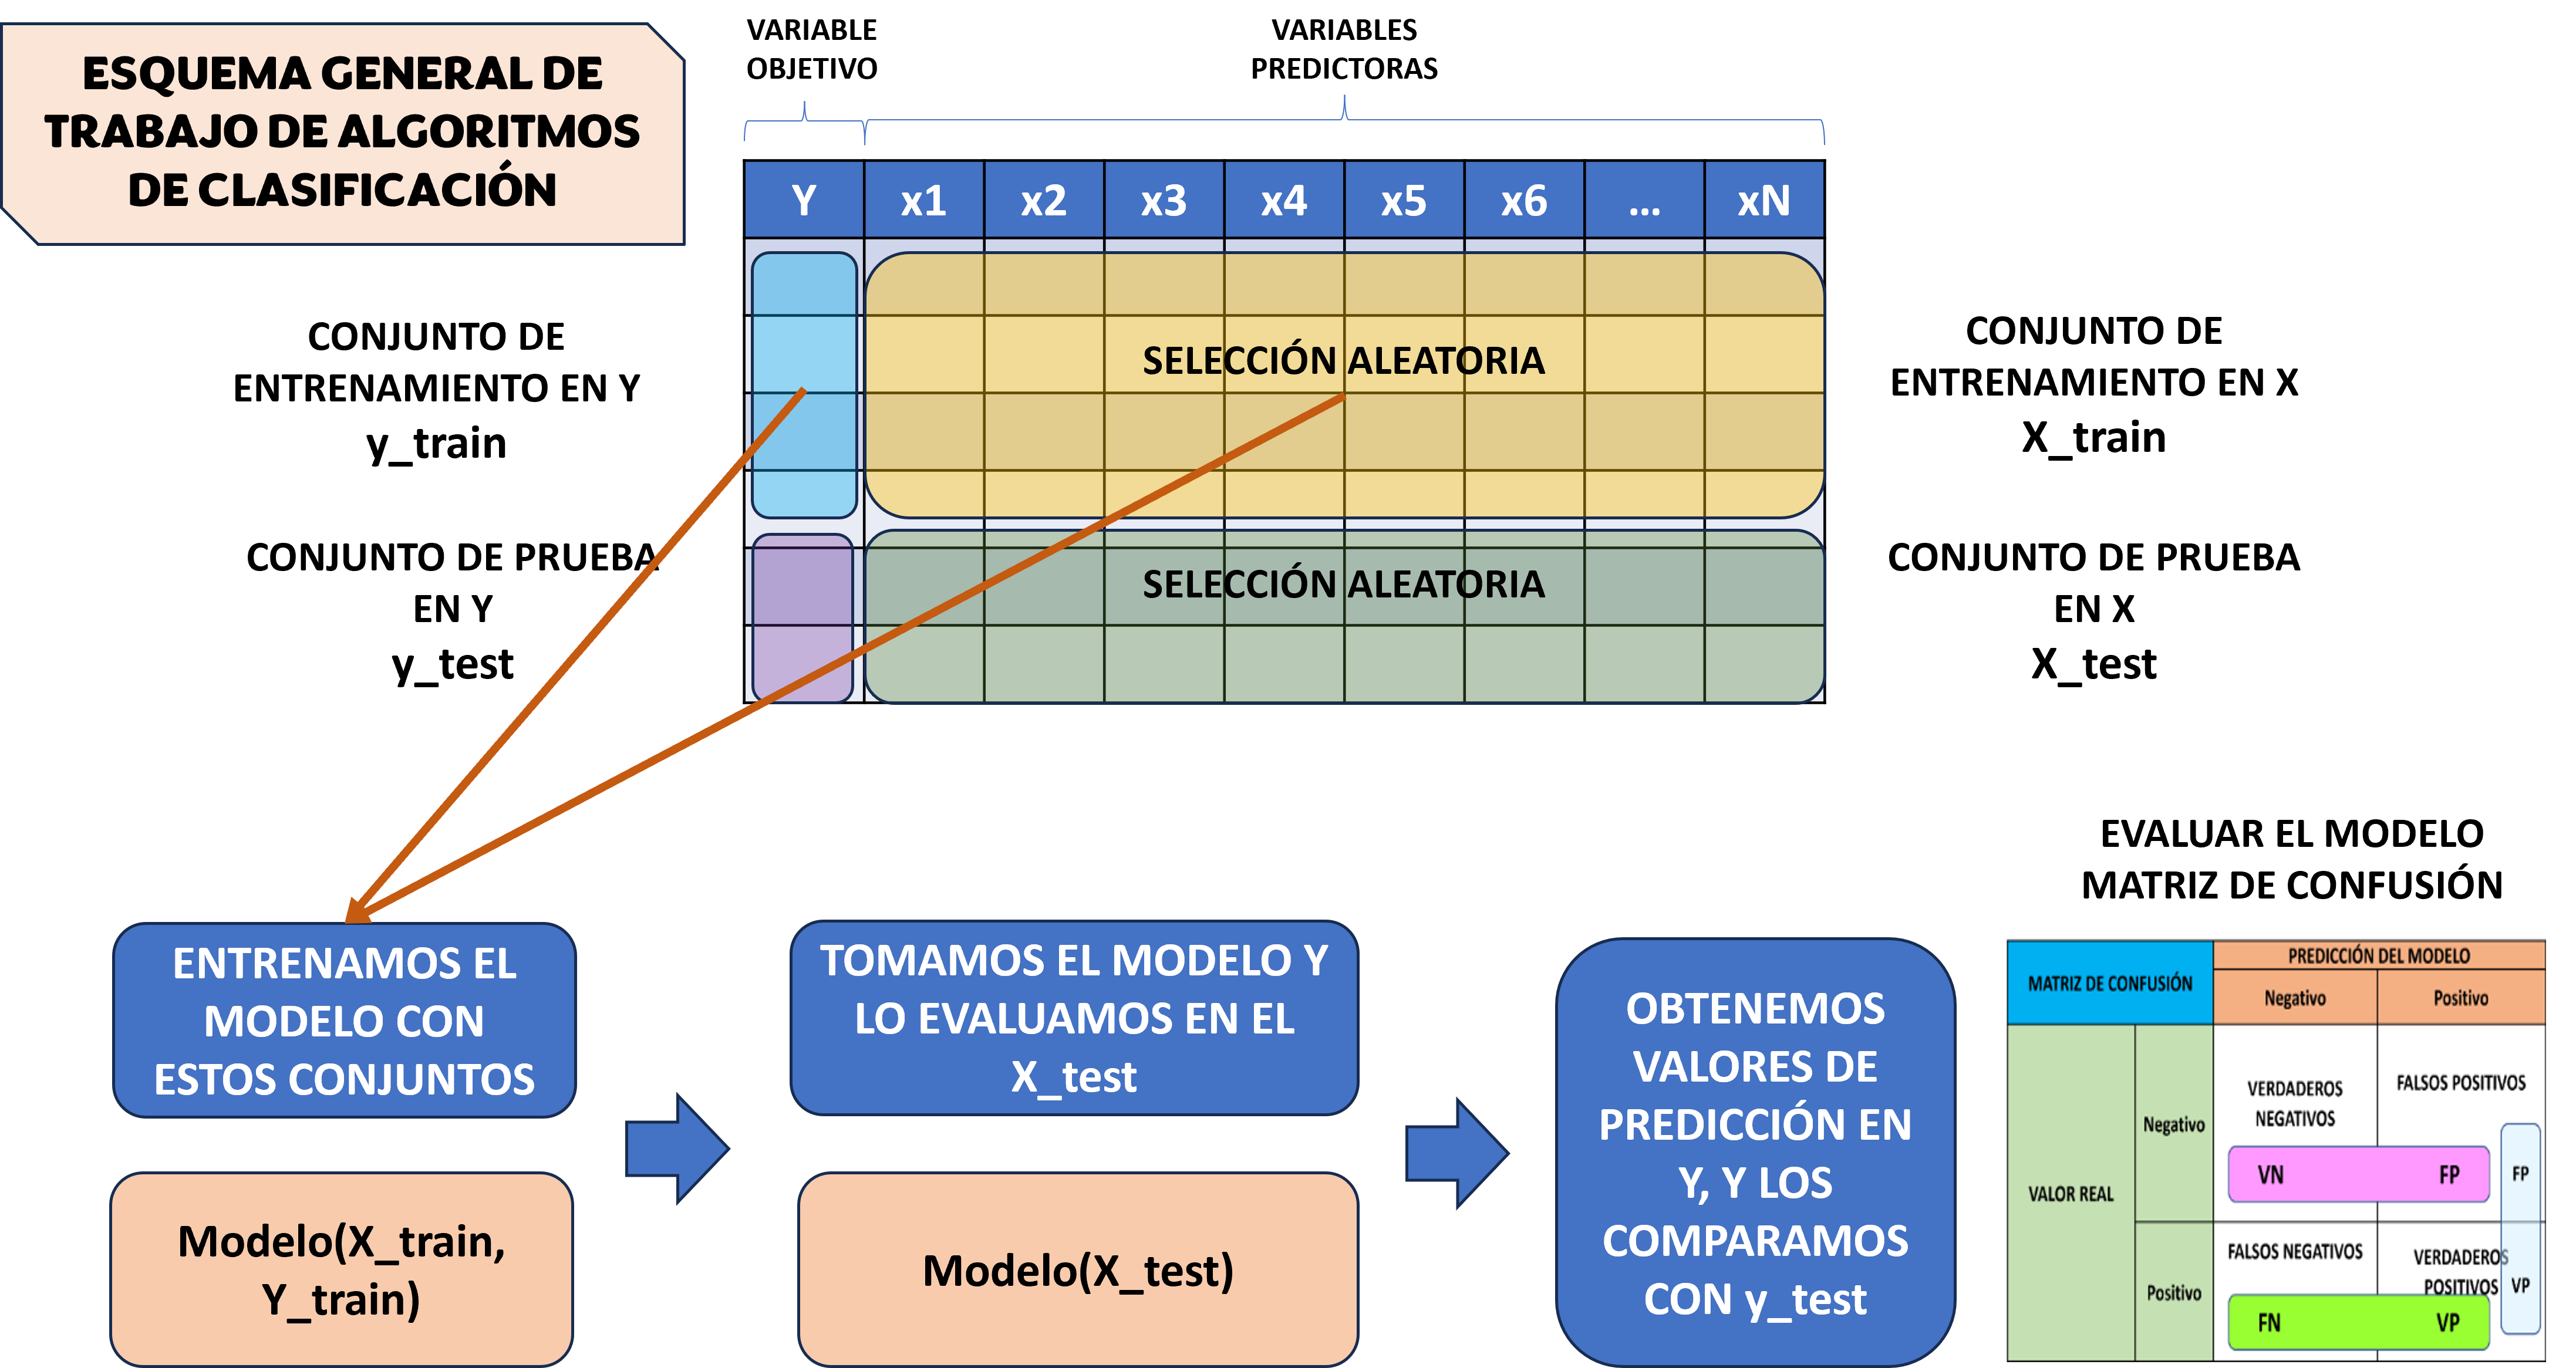 ESQUEMA GENERAL DE
TRABAJO DE ALGORITMOS
DE CLASIFICACIÓN
VARIABLE
OBJETIVO
VARIABLES
PREDICTORAS
Y x1 x2 x3 x4 x5 x6 ... xN
CONJUNTO DE
ENTRENAMIENTO EN Y
y_train
SELECCIÓN ALEATORIA
CONJUNTO DE
ENTRENAMIENTO EN X
X_train
CONJUNTO DE PRUEBA
EN Y
y_test
SELECCIÓN ALEATORIA
CONJUNTO DE PRUEBA
EN X
X_test
ENTRENAMOS EL
MODELO CON
ESTOS CONJUNTOS
Modelo(X_train,
Y_train)
TOMAMOS EL MODELO Y
LO EVALUAMOS EN EL
X_test
Modelo(X_test)
OBTENEMOS
VALORES DE
PREDICCIÓN EN
Y, Y LOS
COMPARAMOS
CON y_test
EVALUAR EL MODELO
MATRIZ DE CONFUSIÓN
MATRIZ DE CONFUSIÓN
PREDICCIÓN DEL MODELO
Negativo Positivo
VALOR REAL
Negativo
VERDADEROS
NEGATIVOS
FALSOS POSITIVOS
VN FP
FP
Positivo
FALSOS NEGATIVOS
VERDADEROS
POSITIVOS
VP
FN VP